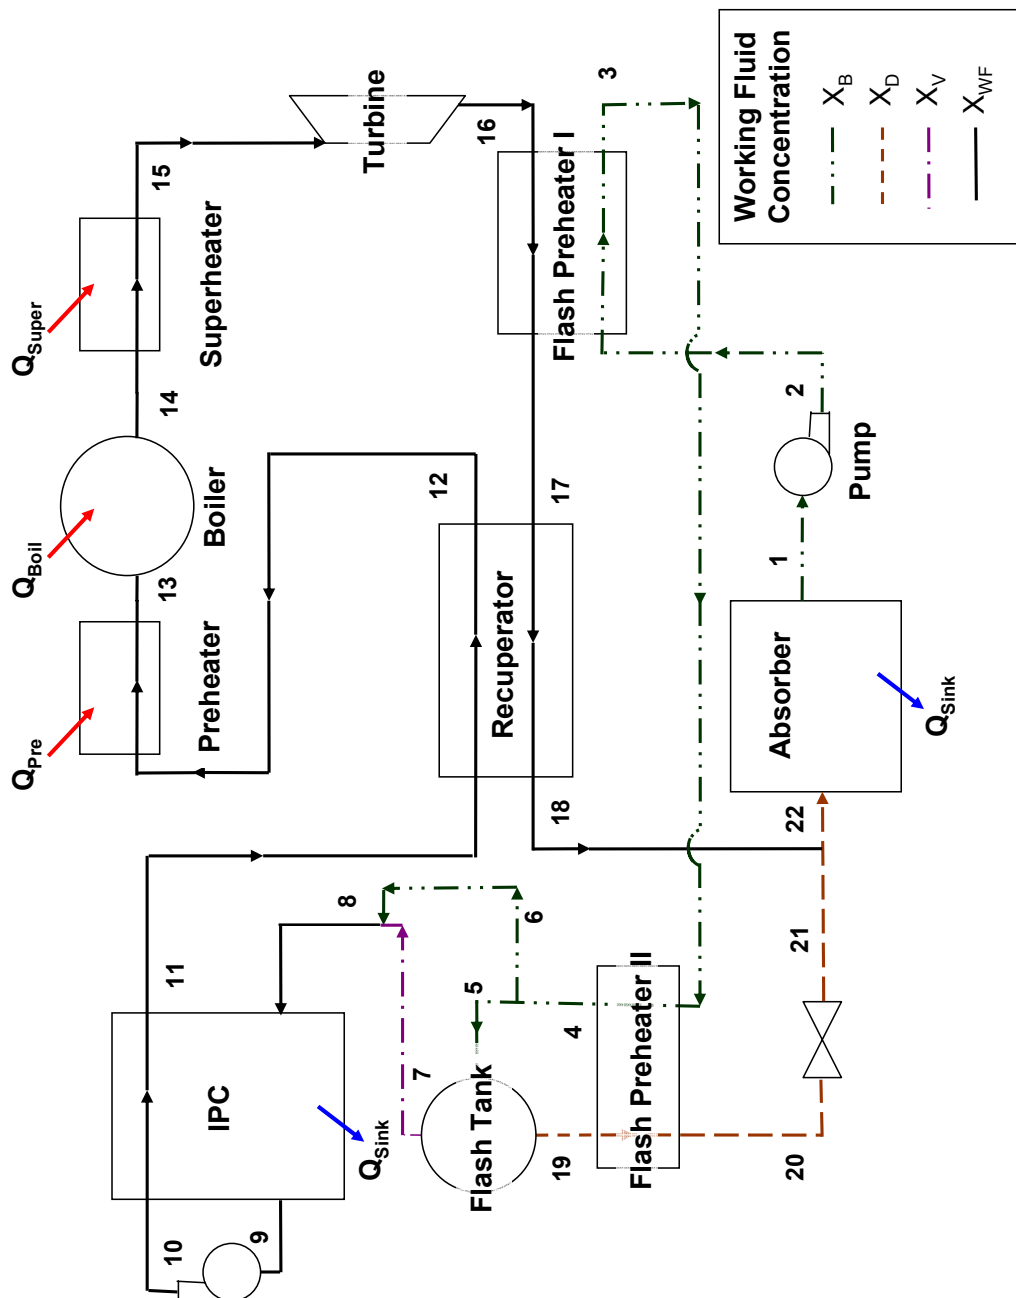 Q_Pre
Q_Boil
Q_Super
10
11
13
14
15
IPC
Preheater
Boiler
Superheater
9
8
Q_Sink
Turbine
7
12
Flash Tank
5
Recuperator
16
6
19
18
17
Flash Preheater I
4
3
Flash Preheater II
Working Fluid
Concentration
X_B
X_D
X_V
X_WF
20
21
22
Absorber
1
2
Pump
Q_Sink